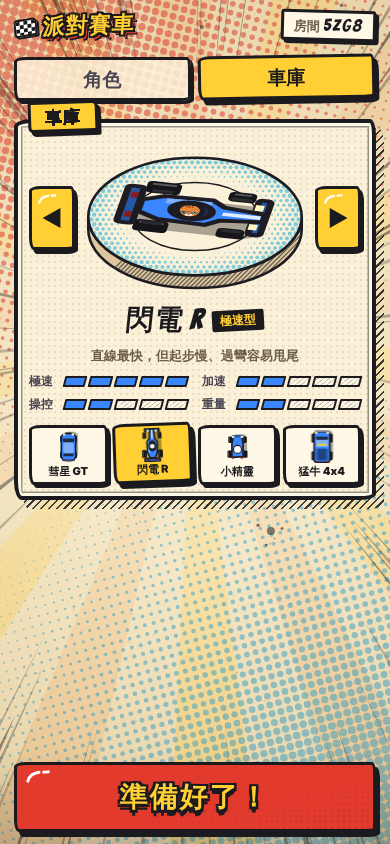 派對賽車
房間 5ZG8
角色
車庫
車庫
閃電 R 極速型
直線最快，但起步慢、過彎容易甩尾
極速 加速
操控 重量
彗星 GT 閃電 R 小精靈 猛牛 4x4
準備好了！